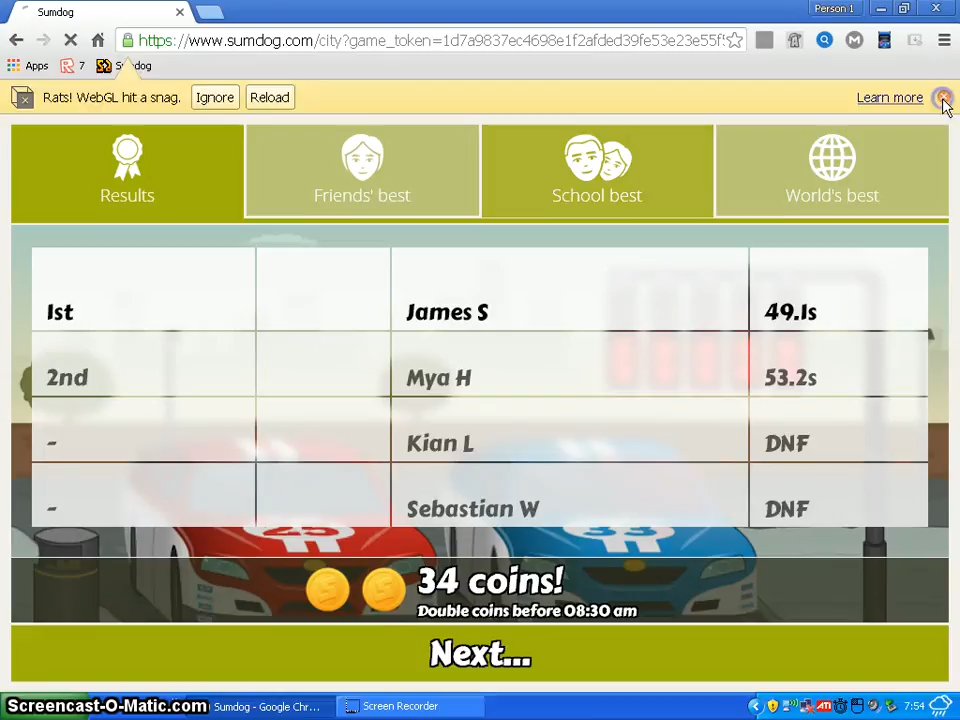 Sumdog
Person 1
https://www.sumdog.com/city?game_token=1d7a9837ec4698e1f2afded39fe53e23e55f
Apps
7
Sumdog
Rats! WebGL hit a snag.
Ignore
Reload
Learn more
Results
Friends' best
School best
World's best
1st James S 49.1s
2nd Mya H 53.2s
- Kian L DNF
- Sebastian W DNF
34 coins!
Double coins before 08:30 am
Next...
Screencast-O-Matic.com
Sumdog - Google Chr...
Screen Recorder
ATI
7:54